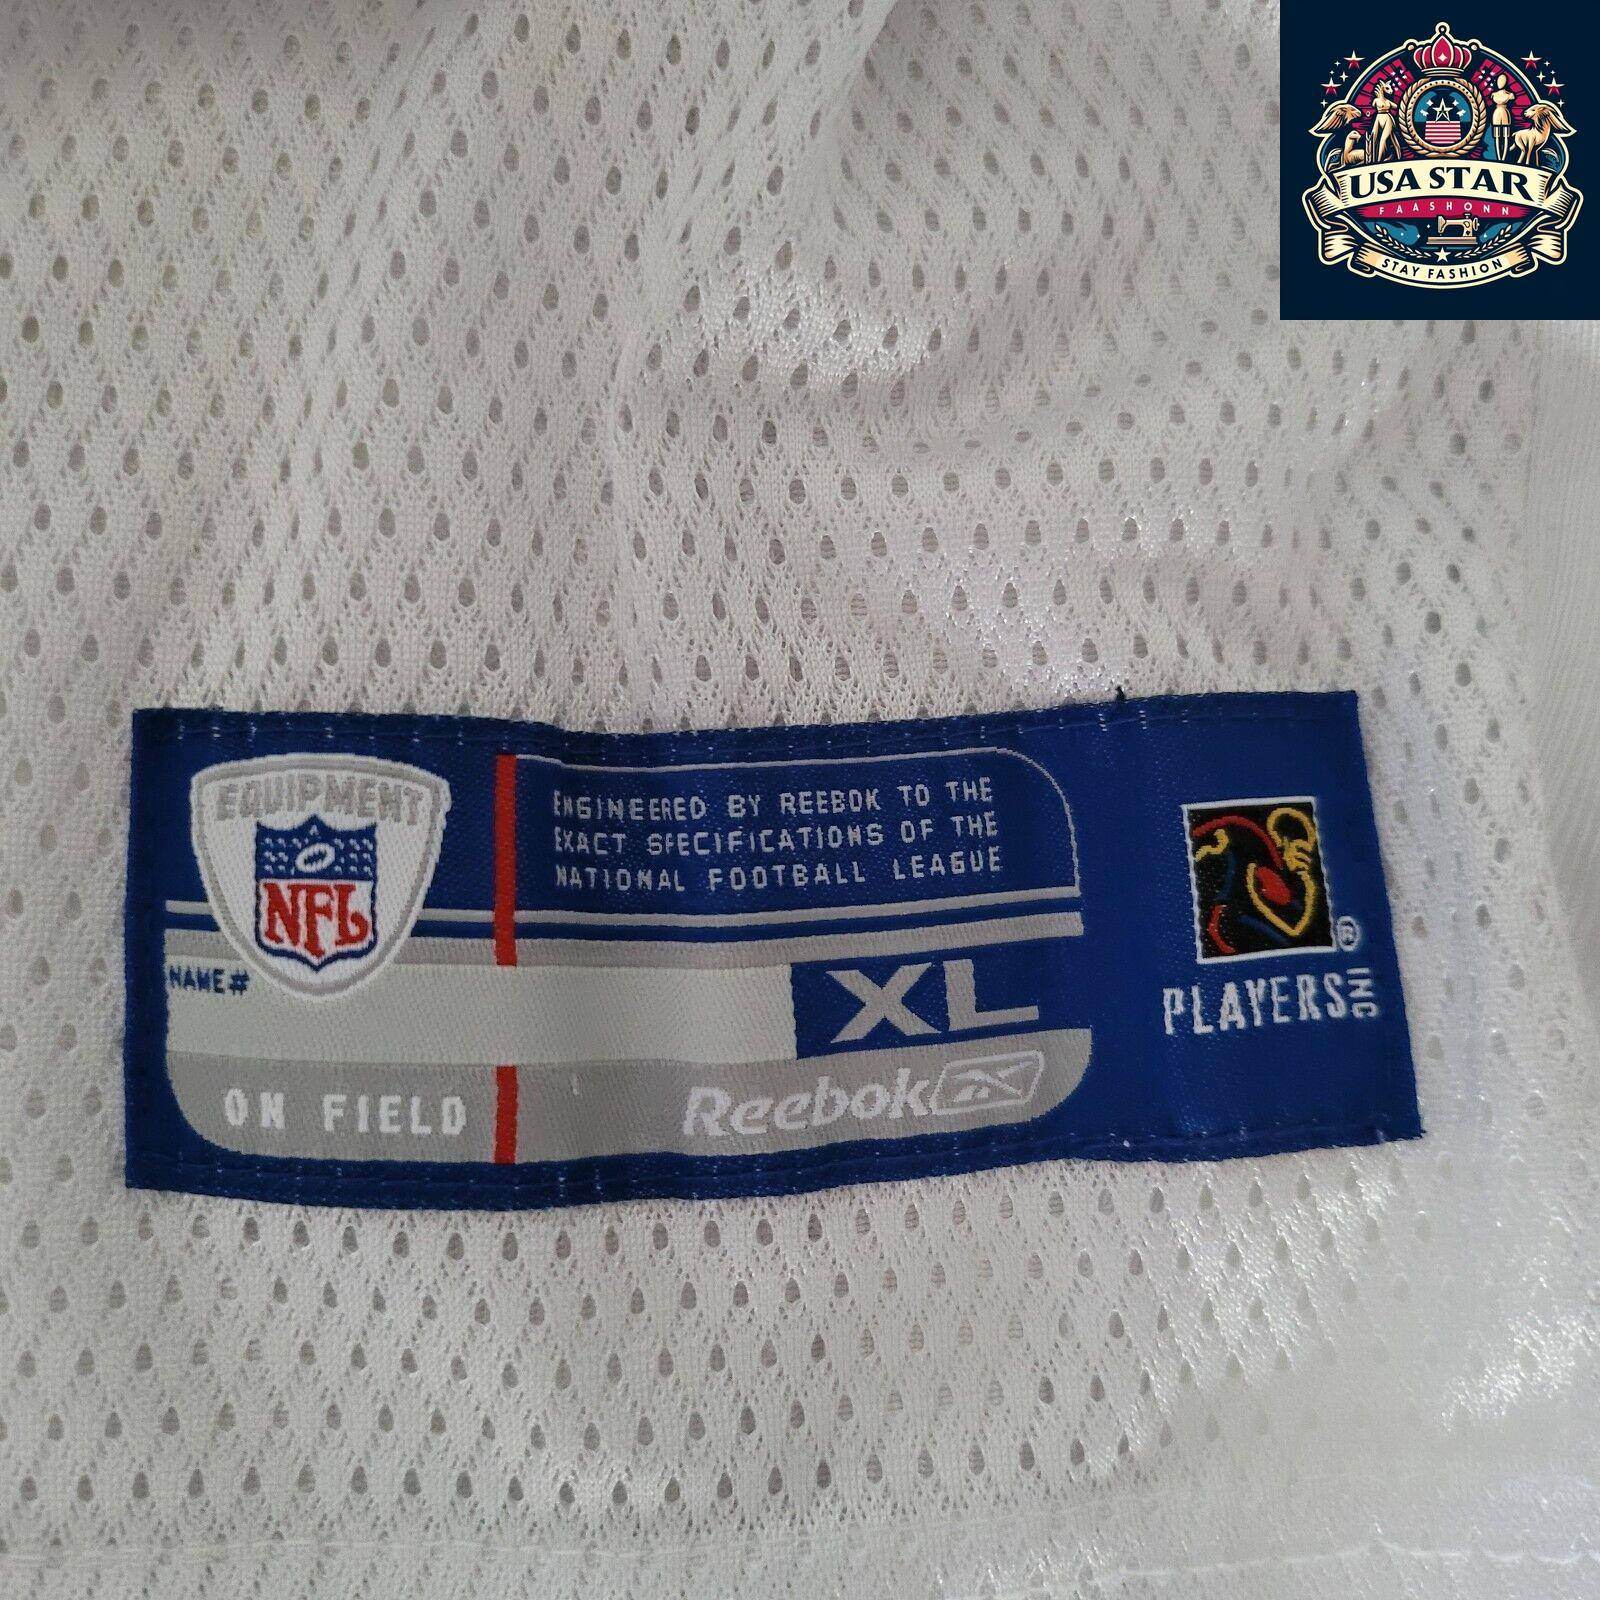 USA STAR
FAASHONN
STAY FASHION
EQUIPMENT
NFL
ENGINEERED BY REEBOK TO THE
EXACT SPECIFICATIONS OF THE
NATIONAL FOOTBALL LEAGUE
NAME#
XL
ON FIELD
Reebok
®
PLAYERS INC